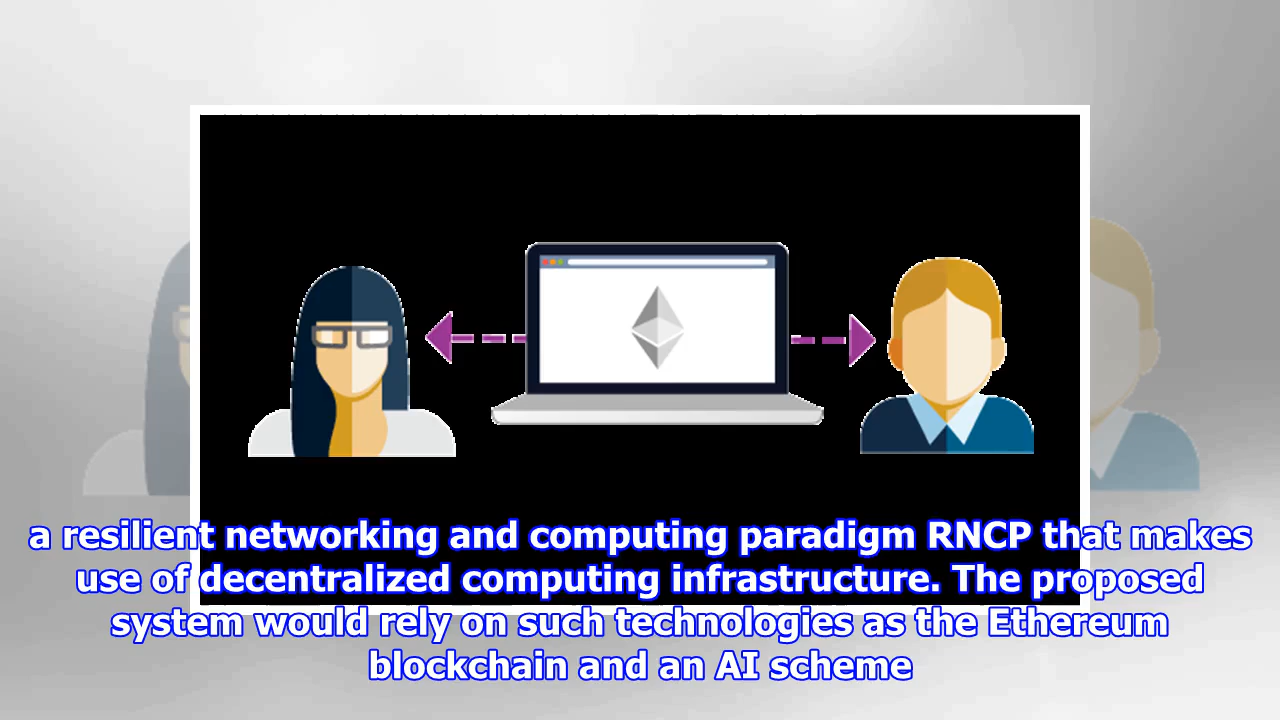 a resilient networking and computing paradigm RNCP that makes
use of decentralized computing infrastructure. The proposed
system would rely on such technologies as the Ethereum
blockchain and an AI scheme